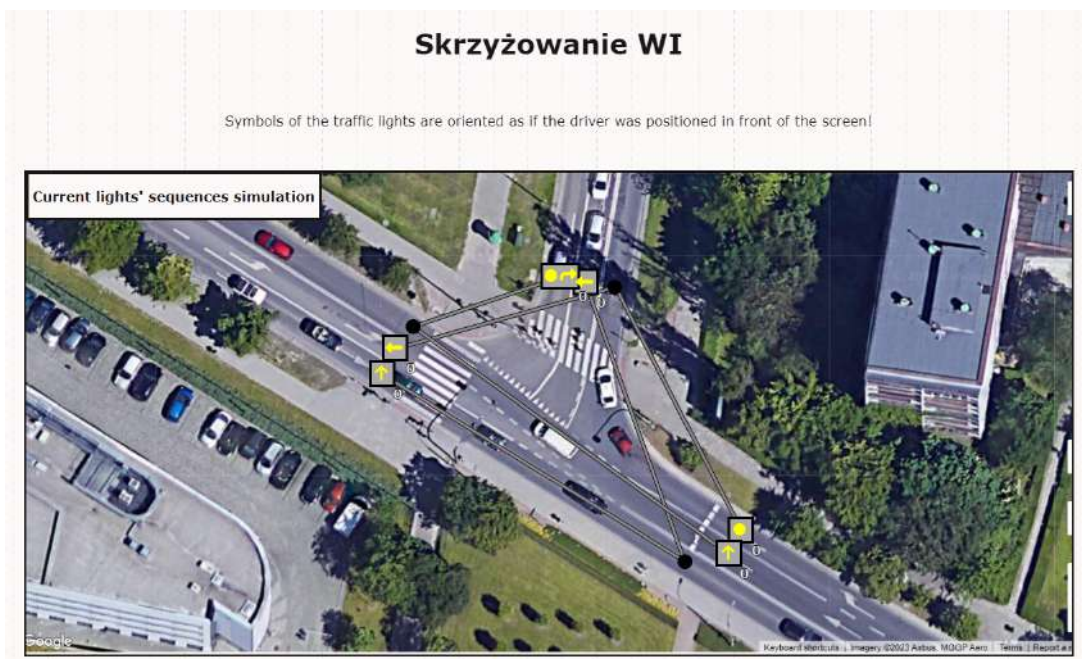 Skrzyżowanie WI
Symbols of the traffic lights are oriented as if the driver was positioned in front of the screen!
Current lights' sequences simulation
0 0
0
0
0
0
Google
Keyboard shortcuts Imagery ©2023 Airbus, MGGP Aero Terms